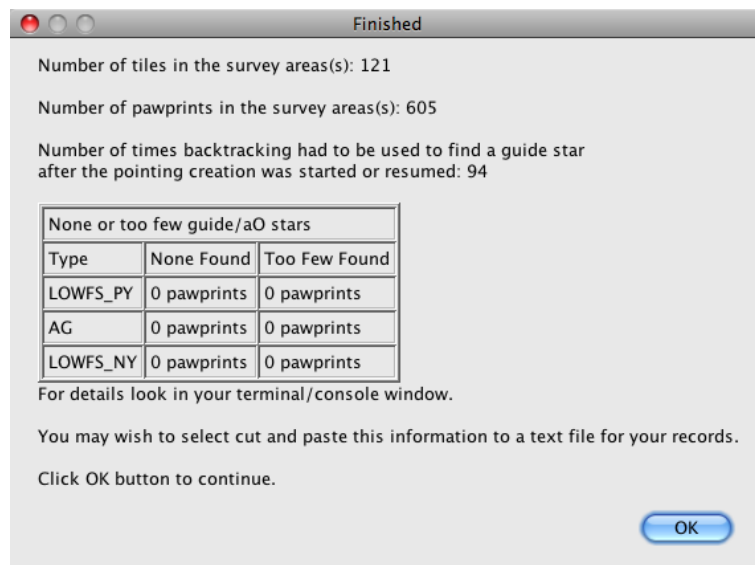 Finished
Number of tiles in the survey areas(s): 121
Number of pawprints in the survey areas(s): 605
Number of times backtracking had to be used to find a guide star
after the pointing creation was started or resumed: 94
None or too few guide/aO stars
Type None Found Too Few Found
LOWFS_PY 0 pawprints 0 pawprints
AG 0 pawprints 0 pawprints
LOWFS_NY 0 pawprints 0 pawprints
For details look in your terminal/console window.
You may wish to select cut and paste this information to a text file for your records.
Click OK button to continue.
OK